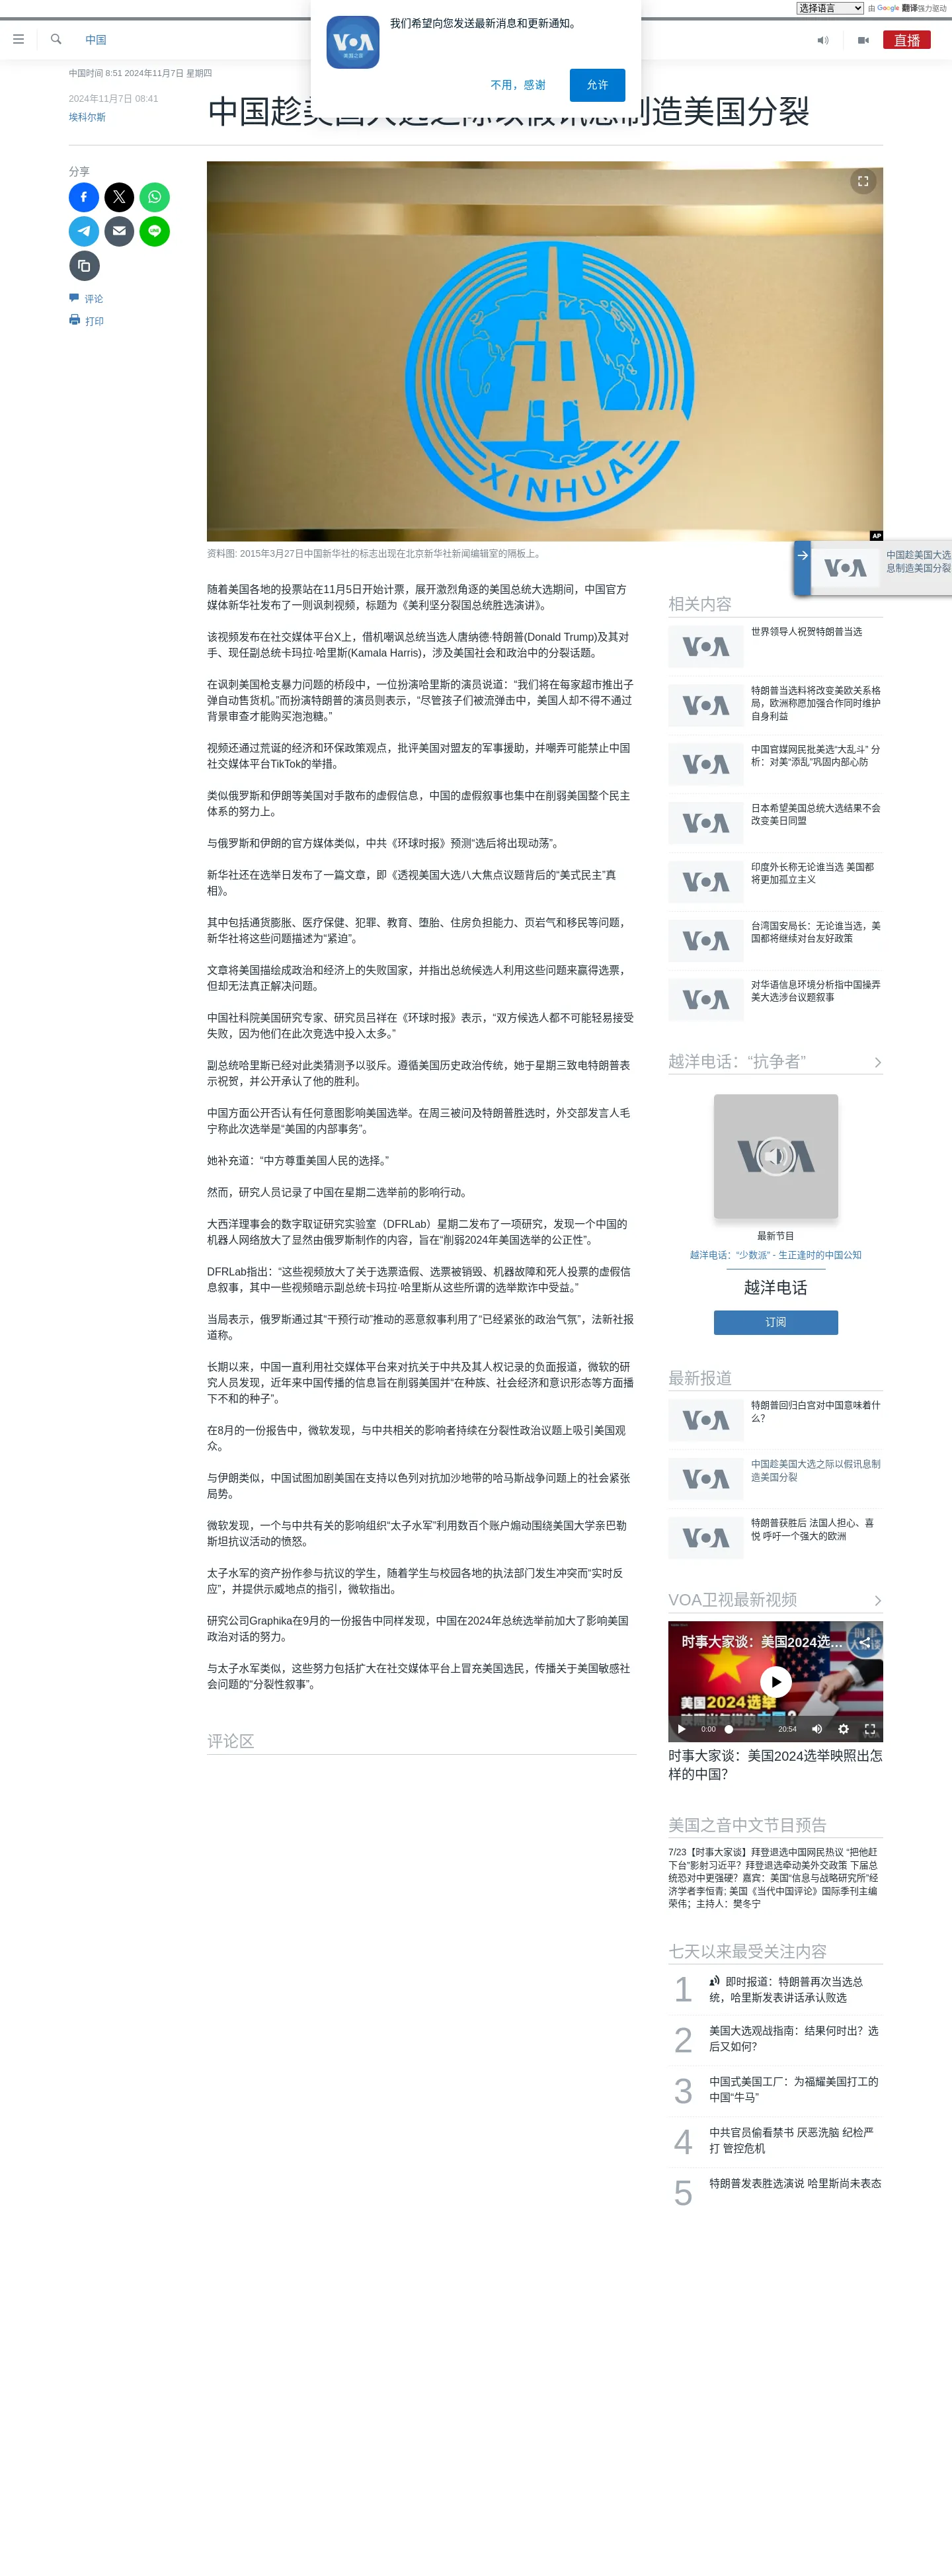 选择语言
由 Google 翻译强力驱动
我们希望向您发送最新消息和更新通知。
不用，感谢
允许
中国
直播
中国时间 8:51 2024年11月7日 星期四
2024年11月7日 08:41
埃科尔斯
中国趁美国大选之际以假讯息制造美国分裂
分享
评论
打印
XINHUA
AP
资料图: 2015年3月27日中国新华社的标志出现在北京新华社新闻编辑室的隔板上。
中国趁美国大选
息制造美国分裂
随着美国各地的投票站在11月5日开始计票，展开激烈角逐的美国总统大选期间，中国官方
媒体新华社发布了一则讽刺视频，标题为《美利坚分裂国总统胜选演讲》。
该视频发布在社交媒体平台X上，借机嘲讽总统当选人唐纳德·特朗普(Donald Trump)及其对
手、现任副总统卡玛拉·哈里斯(Kamala Harris)，涉及美国社会和政治中的分裂话题。
在讽刺美国枪支暴力问题的桥段中，一位扮演哈里斯的演员说道：“我们将在每家超市推出子
弹自动售货机。”而扮演特朗普的演员则表示，“尽管孩子们被流弹击中，美国人却不得不通过
背景审查才能购买泡泡糖。”
视频还通过荒诞的经济和环保政策观点，批评美国对盟友的军事援助，并嘲弄可能禁止中国
社交媒体平台TikTok的举措。
类似俄罗斯和伊朗等美国对手散布的虚假信息，中国的虚假叙事也集中在削弱美国整个民主
体系的努力上。
与俄罗斯和伊朗的官方媒体类似，中共《环球时报》预测“选后将出现动荡”。
新华社还在选举日发布了一篇文章，即《透视美国大选八大焦点议题背后的“美式民主”真
相》。
其中包括通货膨胀、医疗保健、犯罪、教育、堕胎、住房负担能力、页岩气和移民等问题，
新华社将这些问题描述为“紧迫”。
文章将美国描绘成政治和经济上的失败国家，并指出总统候选人利用这些问题来赢得选票，
但却无法真正解决问题。
中国社科院美国研究专家、研究员吕祥在《环球时报》表示，“双方候选人都不可能轻易接受
失败，因为他们在此次竞选中投入太多。”
副总统哈里斯已经对此类猜测予以驳斥。遵循美国历史政治传统，她于星期三致电特朗普表
示祝贺，并公开承认了他的胜利。
中国方面公开否认有任何意图影响美国选举。在周三被问及特朗普胜选时，外交部发言人毛
宁称此次选举是“美国的内部事务”。
她补充道：“中方尊重美国人民的选择。”
然而，研究人员记录了中国在星期二选举前的影响行动。
大西洋理事会的数字取证研究实验室（DFRLab）星期二发布了一项研究，发现一个中国的
机器人网络放大了显然由俄罗斯制作的内容，旨在“削弱2024年美国选举的公正性”。
DFRLab指出：“这些视频放大了关于选票造假、选票被销毁、机器故障和死人投票的虚假信
息叙事，其中一些视频暗示副总统卡玛拉·哈里斯从这些所谓的选举欺诈中受益。”
当局表示，俄罗斯通过其“干预行动”推动的恶意叙事利用了“已经紧张的政治气氛”，法新社报
道称。
长期以来，中国一直利用社交媒体平台来对抗关于中共及其人权记录的负面报道，微软的研
究人员发现，近年来中国传播的信息旨在削弱美国并“在种族、社会经济和意识形态等方面播
下不和的种子”。
在8月的一份报告中，微软发现，与中共相关的影响者持续在分裂性政治议题上吸引美国观
众。
与伊朗类似，中国试图加剧美国在支持以色列对抗加沙地带的哈马斯战争问题上的社会紧张
局势。
微软发现，一个与中共有关的影响组织“太子水军”利用数百个账户煽动围绕美国大学亲巴勒
斯坦抗议活动的愤怒。
太子水军的资产扮作参与抗议的学生，随着学生与校园各地的执法部门发生冲突而“实时反
应”，并提供示威地点的指引，微软指出。
研究公司Graphika在9月的一份报告中同样发现，中国在2024年总统选举前加大了影响美国
政治对话的努力。
与太子水军类似，这些努力包括扩大在社交媒体平台上冒充美国选民，传播关于美国敏感社
会问题的“分裂性叙事”。
评论区
相关内容
世界领导人祝贺特朗普当选
特朗普当选料将改变美欧关系格
局，欧洲称愿加强合作同时维护
自身利益
中国官媒网民批美选“大乱斗” 分
析：对美“添乱”巩固内部心防
日本希望美国总统大选结果不会
改变美日同盟
印度外长称无论谁当选 美国都
将更加孤立主义
台湾国安局长：无论谁当选，美
国都将继续对台友好政策
对华语信息环境分析指中国操弄
美大选涉台议题叙事
越洋电话：“抗争者”
最新节目
越洋电话：“少数派” - 生正逢时的中国公知
越洋电话
订阅
最新报道
特朗普回归白宫对中国意味着什
么？
中国趁美国大选之际以假讯息制
造美国分裂
特朗普获胜后 法国人担心、喜
悦 呼吁一个强大的欧洲
VOA卫视最新视频
时事大家谈：美国2024选...
美国2024选举
映照出怎样的中国？
0:00
20:54
时事大家谈：美国2024选举映照出怎
样的中国？
美国之音中文节目预告
7/23【时事大家谈】拜登退选中国网民热议 “把他赶
下台”影射习近平？拜登退选牵动美外交政策 下届总
统恐对中更强硬？嘉宾：美国“信息与战略研究所”经
济学者李恒青; 美国《当代中国评论》国际季刊主编
荣伟；主持人：樊冬宁
七天以来最受关注内容
1 即时报道：特朗普再次当选总
统，哈里斯发表讲话承认败选
2 美国大选观战指南：结果何时出？选
后又如何？
3 中国式美国工厂：为福耀美国打工的
中国“牛马”
4 中共官员偷看禁书 厌恶洗脑 纪检严
打 管控危机
5 特朗普发表胜选演说 哈里斯尚未表态